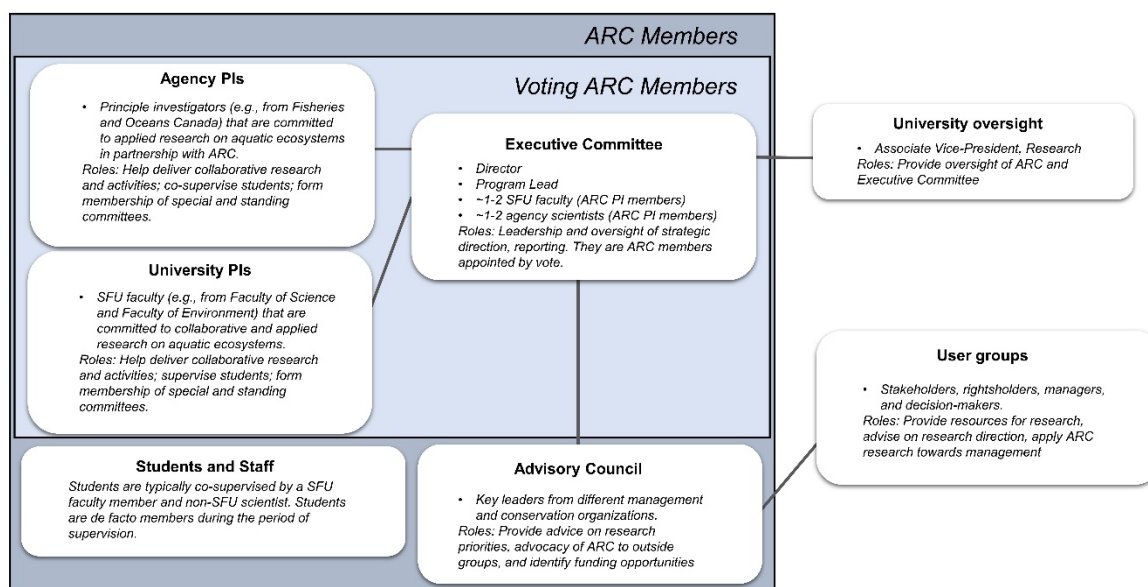 ARC Members
Voting ARC Members
Agency PIs
• Principle investigators (e.g., from Fisheries
and Oceans Canada) that are committed
to applied research on aquatic ecosystems
in partnership with ARC.
Roles: Help deliver collaborative research
and activities; co-supervise students; form
membership of special and standing
committees.
University PIs
• SFU faculty (e.g., from Faculty of Science
and Faculty of Environment) that are
committed to collaborative and applied
research on aquatic ecosystems.
Roles: Help deliver collaborative research
and activities; supervise students; form
membership of special and standing
committees.
Executive Committee
• Director
• Program Lead
• ~1-2 SFU faculty (ARC PI members)
• ~1-2 agency scientists (ARC PI members)
Roles: Leadership and oversight of strategic
direction, reporting. They are ARC members
appointed by vote.
University oversight
• Associate Vice-President, Research
Roles: Provide oversight of ARC and
Executive Committee
User groups
• Stakeholders, rightsholders, managers,
and decision-makers.
Roles: Provide resources for research,
advise on research direction, apply ARC
research towards management
Students and Staff
Students are typically co-supervised by a SFU
faculty member and non-SFU scientist. Students
are de facto members during the period of
supervision.
Advisory Council
• Key leaders from different management
and conservation organizations.
Roles: Provide advice on research
priorities, advocacy of ARC to outside
groups, and identify funding opportunities